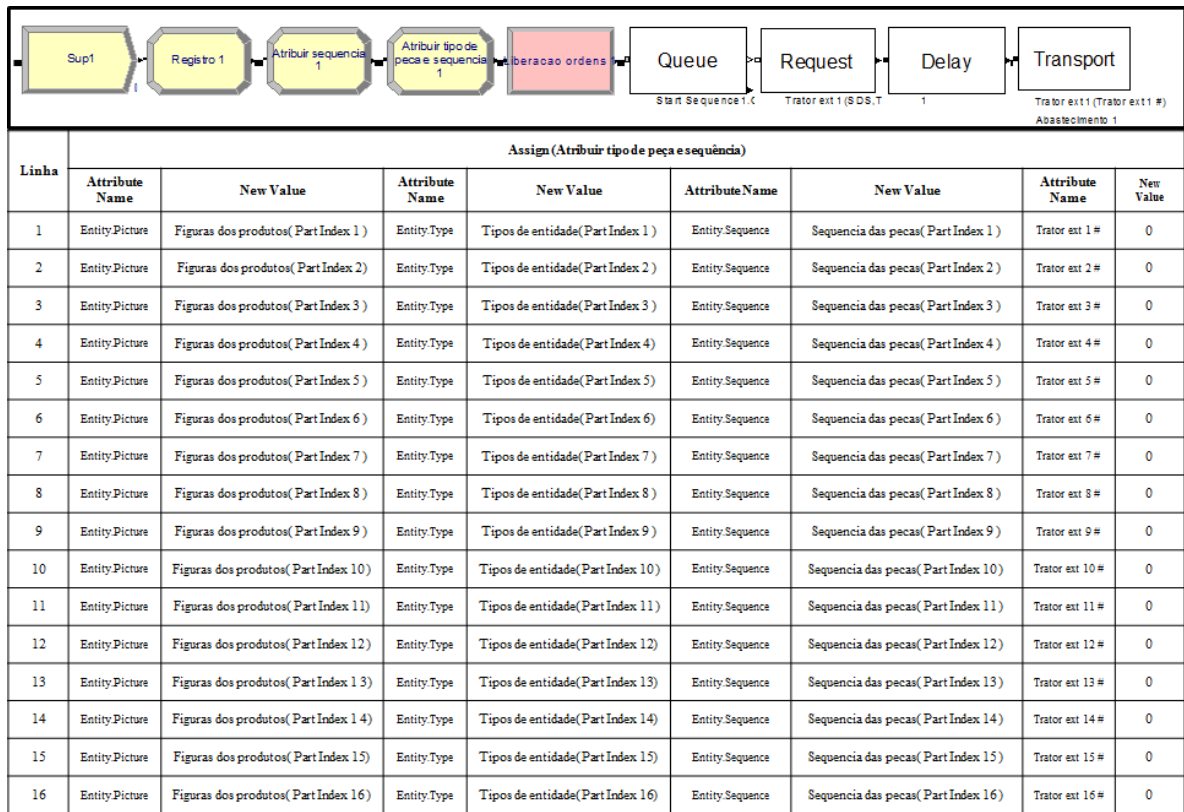 Sup1
Registro 1
Atribuir sequencia
1
Atribuir tipo de
peca e sequencia
1
Liberacao ordens 1
Queue
Request
Delay
Transport
Start Sequence 1.
Trator ext 1 (SDS,T
1
Trator ext 1 (Trator ext 1 #)
Abastecimento 1
Linha
Assign (Atribuir tipo de peça e sequência)
Attribute Name New Value Attribute Name New Value Attribute Name New Value Attribute Name New Value
1 Entity.Picture Figuras dos produtos( Part Index 1 ) Entity.Type Tipos de entidade( Part Index 1 ) Entity.Sequence Sequencia das pecas( Part Index 1 ) Trator ext 1 # 0
2 Entity.Picture Figuras dos produtos( Part Index 2) Entity.Type Tipos de entidade( Part Index 2 ) Entity.Sequence Sequencia das pecas( Part Index 2 ) Trator ext 2 # 0
3 Entity.Picture Figuras dos produtos( Part Index 3 ) Entity.Type Tipos de entidade( Part Index 3 ) Entity.Sequence Sequencia das pecas( Part Index 3 ) Trator ext 3 # 0
4 Entity.Picture Figuras dos produtos( Part Index 4 ) Entity.Type Tipos de entidade( Part Index 4) Entity.Sequence Sequencia das pecas( Part Index 4 ) Trator ext 4 # 0
5 Entity.Picture Figuras dos produtos( Part Index 5 ) Entity.Type Tipos de entidade( Part Index 5) Entity.Sequence Sequencia das pecas( Part Index 5 ) Trator ext 5 # 0
6 Entity.Picture Figuras dos produtos( Part Index 6 ) Entity.Type Tipos de entidade( Part Index 6) Entity.Sequence Sequencia das pecas( Part Index 6 ) Trator ext 6 # 0
7 Entity.Picture Figuras dos produtos( Part Index 7 ) Entity.Type Tipos de entidade( Part Index 7 ) Entity.Sequence Sequencia das pecas( Part Index 7 ) Trator ext 7 # 0
8 Entity.Picture Figuras dos produtos( Part Index 8 ) Entity.Type Tipos de entidade( Part Index 8 ) Entity.Sequence Sequencia das pecas( Part Index 8 ) Trator ext 8 # 0
9 Entity.Picture Figuras dos produtos( Part Index 9 ) Entity.Type Tipos de entidade( Part Index 9 ) Entity.Sequence Sequencia das pecas( Part Index 9 ) Trator ext 9 # 0
10 Entity.Picture Figuras dos produtos( Part Index 10) Entity.Type Tipos de entidade( Part Index 10 ) Entity.Sequence Sequencia das pecas( Part Index 10) Trator ext 10 # 0
11 Entity.Picture Figuras dos produtos( Part Index 11) Entity.Type Tipos de entidade( Part Index 11 ) Entity.Sequence Sequencia das pecas( Part Index 11) Trator ext 11 # 0
12 Entity.Picture Figuras dos produtos( Part Index 12) Entity.Type Tipos de entidade( Part Index 12) Entity.Sequence Sequencia das pecas( Part Index 12) Trator ext 12 # 0
13 Entity.Picture Figuras dos produtos( Part Index 1 3) Entity.Type Tipos de entidade( Part Index 13) Entity.Sequence Sequencia das pecas( Part Index 13) Trator ext 13 # 0
14 Entity.Picture Figuras dos produtos( Part Index 1 4) Entity.Type Tipos de entidade( Part Index 14) Entity.Sequence Sequencia das pecas( Part Index 14) Trator ext 14 # 0
15 Entity.Picture Figuras dos produtos( Part Index 15) Entity.Type Tipos de entidade( Part Index 15) Entity.Sequence Sequencia das pecas( Part Index 15) Trator ext 15 # 0
16 Entity.Picture Figuras dos produtos( Part Index 16) Entity.Type Tipos de entidade( Part Index 16) Entity.Sequence Sequencia das pecas( Part Index 16) Trator ext 16 # 0